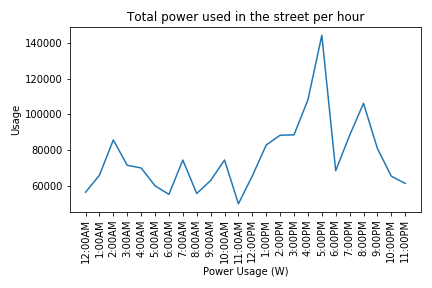 Total power used in the street per hour
Usage
140000
120000
100000
80000
60000
12:00AM
1:00AM
2:00AM
3:00AM
4:00AM
5:00AM
6:00AM
7:00AM
8:00AM
9:00AM
10:00AM
11:00AM
12:00PM
1:00PM
2:00PM
3:00PM
4:00PM
5:00PM
6:00PM
7:00PM
8:00PM
9:00PM
10:00PM
11:00PM
Power Usage (W)